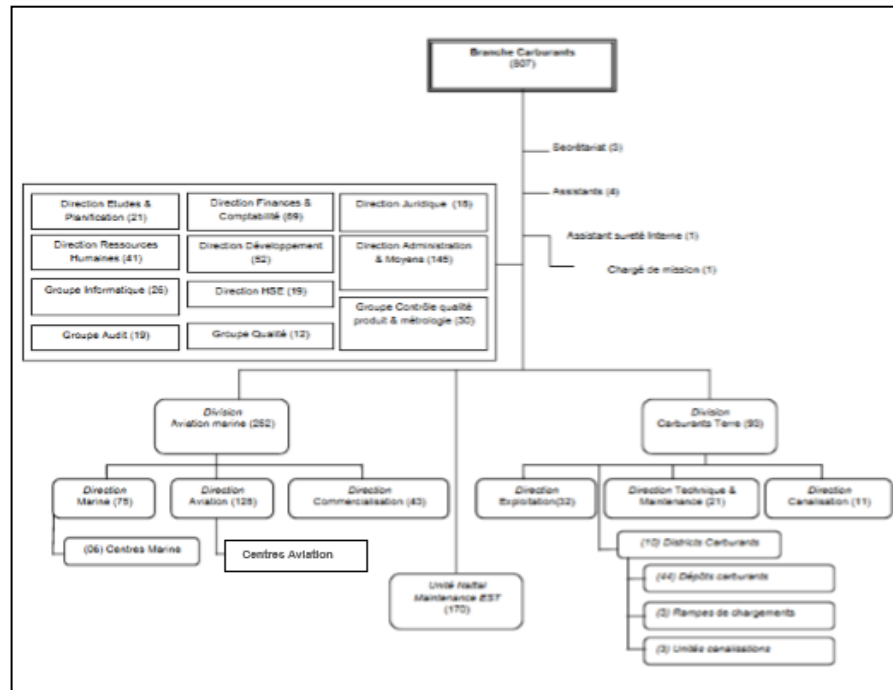 Branche Carburants
(807)
Secrétariat (3)
Assistants (4)
Assistant sureté Interne (1)
Chargé de mission (1)
Direction Etudes &
Planification (21)
Direction Finances &
Comptabilité (69)
Direction Juridique (18)
Direction Ressources
Humaines (41)
Direction Développement
(52)
Direction Administration
& Moyens (145)
Groupe Informatique (26)
Direction HSE (19)
Groupe Contrôle qualité
produit & métrologie (30)
Groupe Audit (19)
Groupe Qualité (12)
Division
Aviation marine (252)
Division
Carburants Terre (93)
Direction
Marine (75)
Direction
Aviation (128)
Direction
Commercialisation (43)
Direction
Exploitation(32)
Direction Technique &
Maintenance (21)
Direction
Canalisation (11)
(06) Centres Marine
Centres Aviation
(10) Districts Carburants
Unité Naftal
Maintenance EST
(170)
(44) Dépôts carburants
Rampes de chargements
(3) Unités canalisations